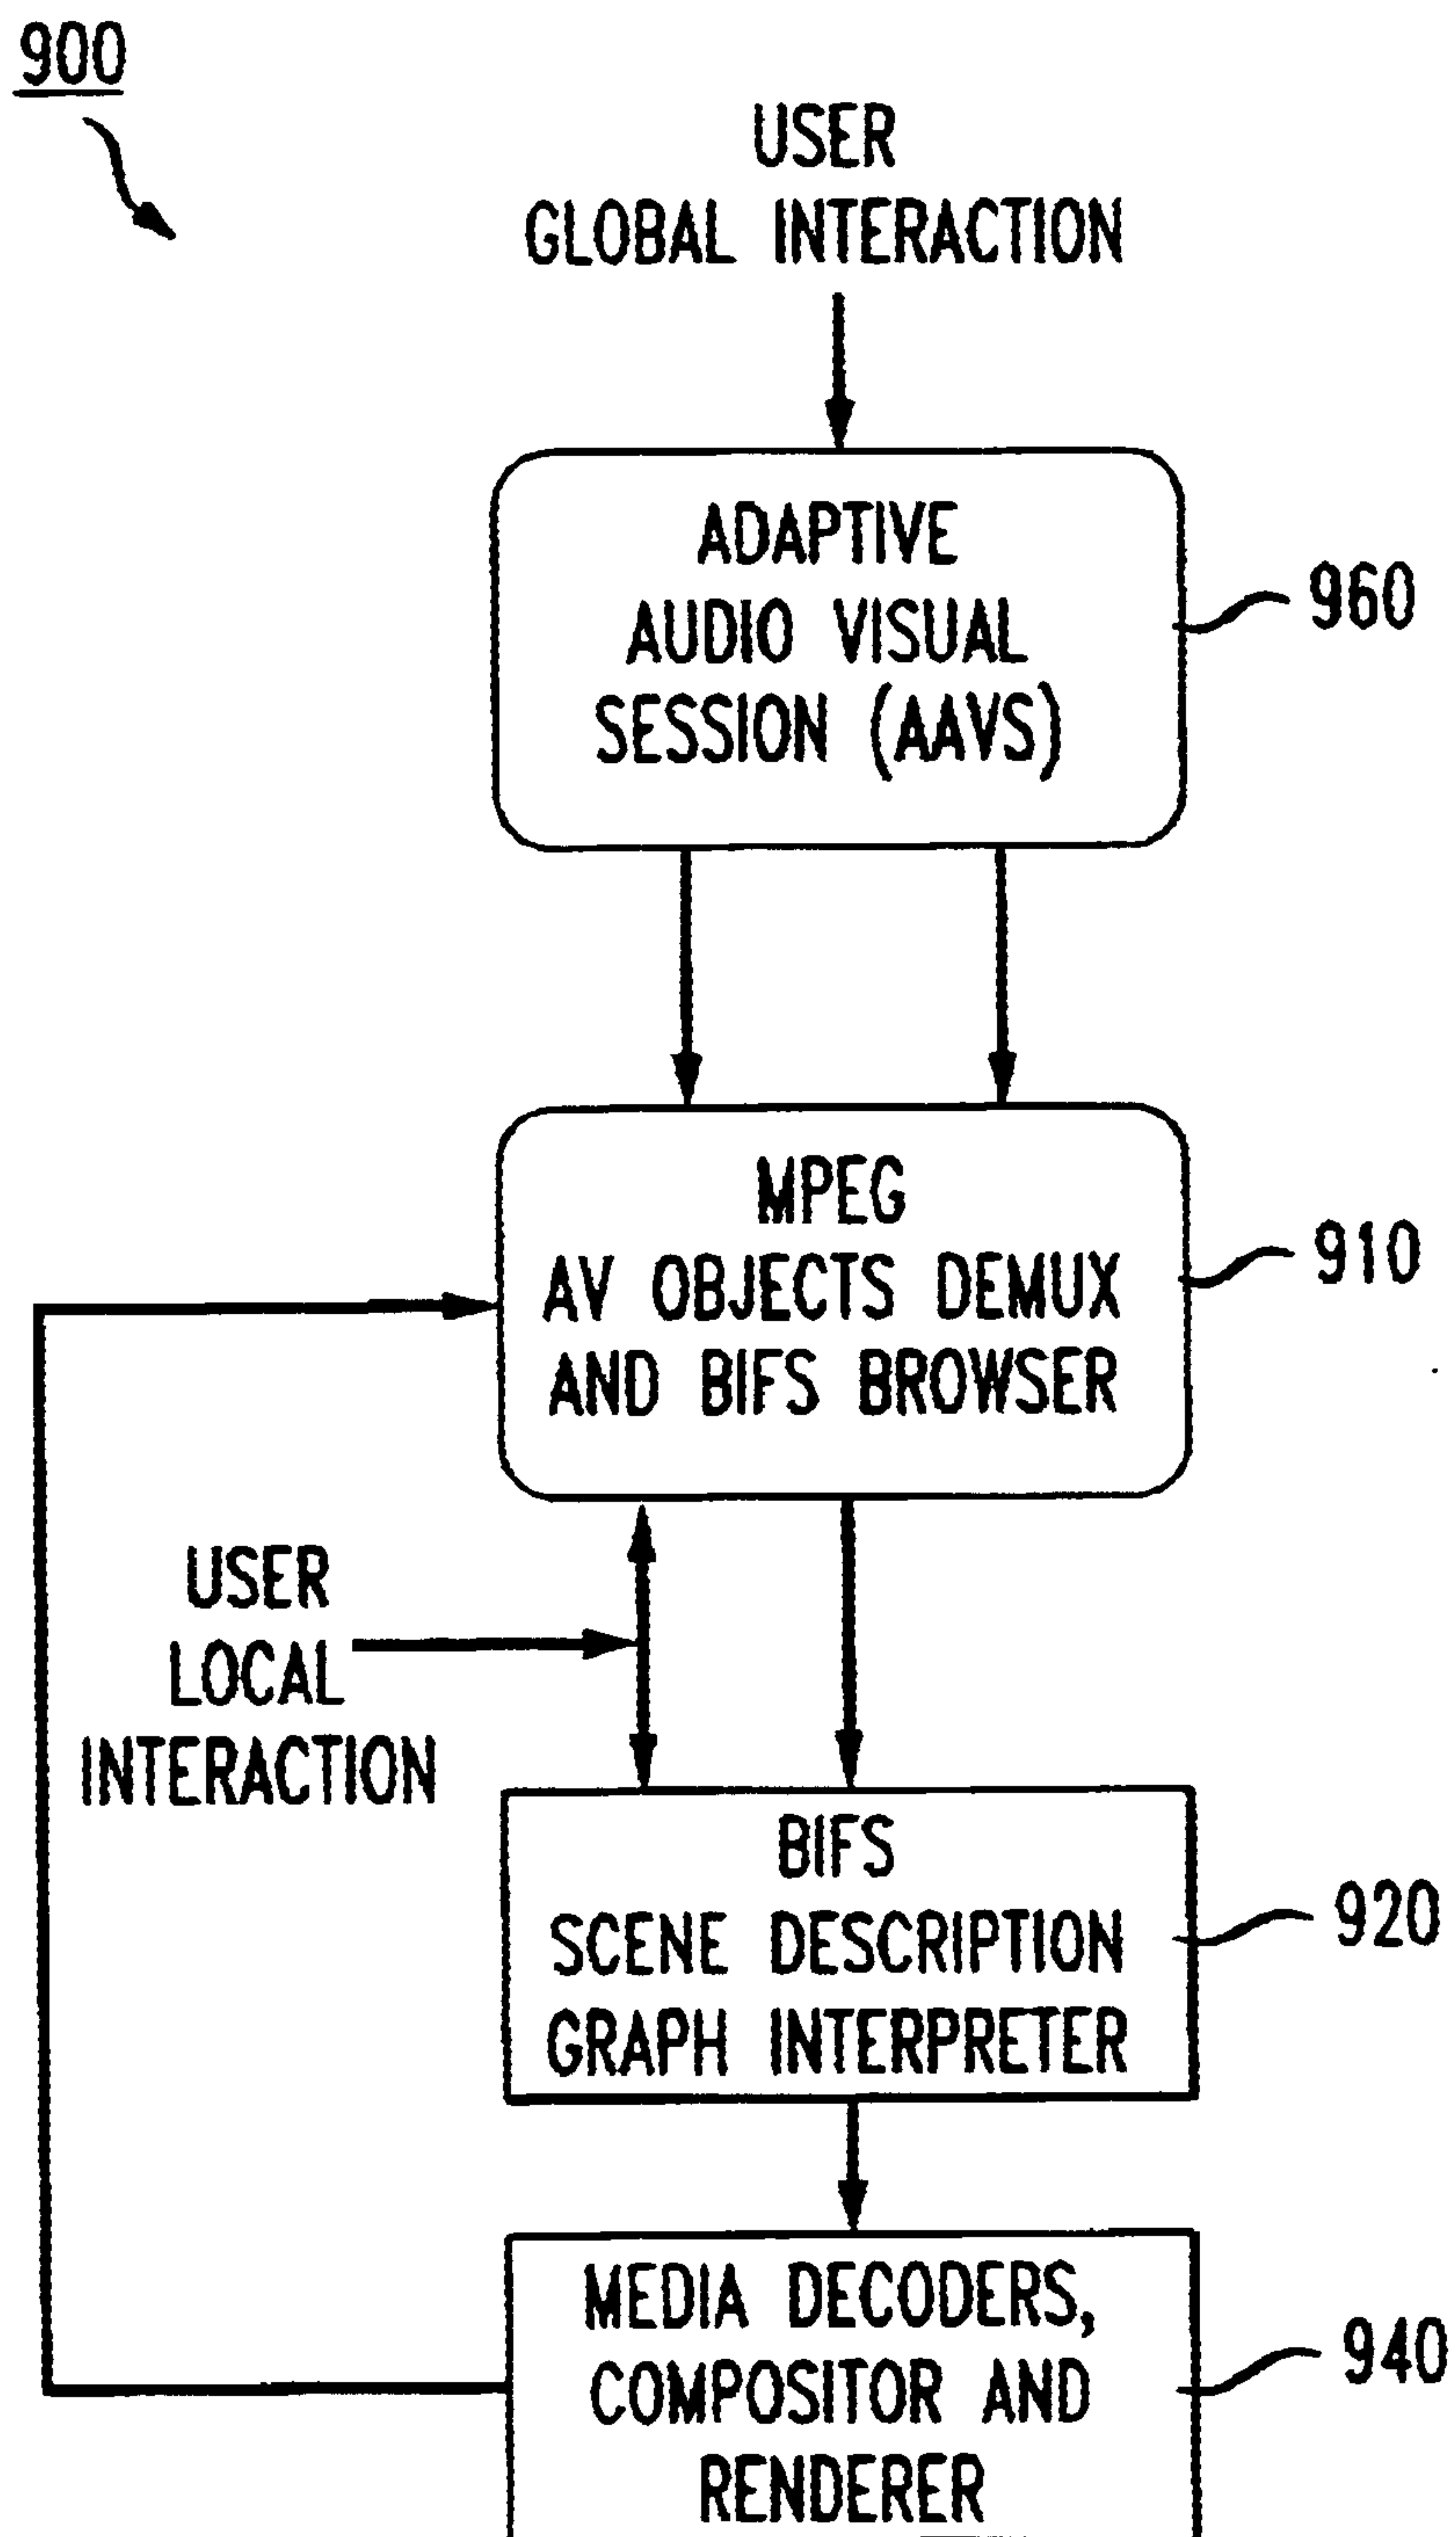 900
USER
GLOBAL INTERACTION
ADAPTIVE
AUDIO VISUAL
SESSION (AAVS)
960
MPEG
AV OBJECTS DEMUX
AND BIFS BROWSER
910
USER
LOCAL
INTERACTION
BIFS
SCENE DESCRIPTION
GRAPH INTERPRETER
920
MEDIA DECODERS,
COMPOSITOR AND
RENDERER
940